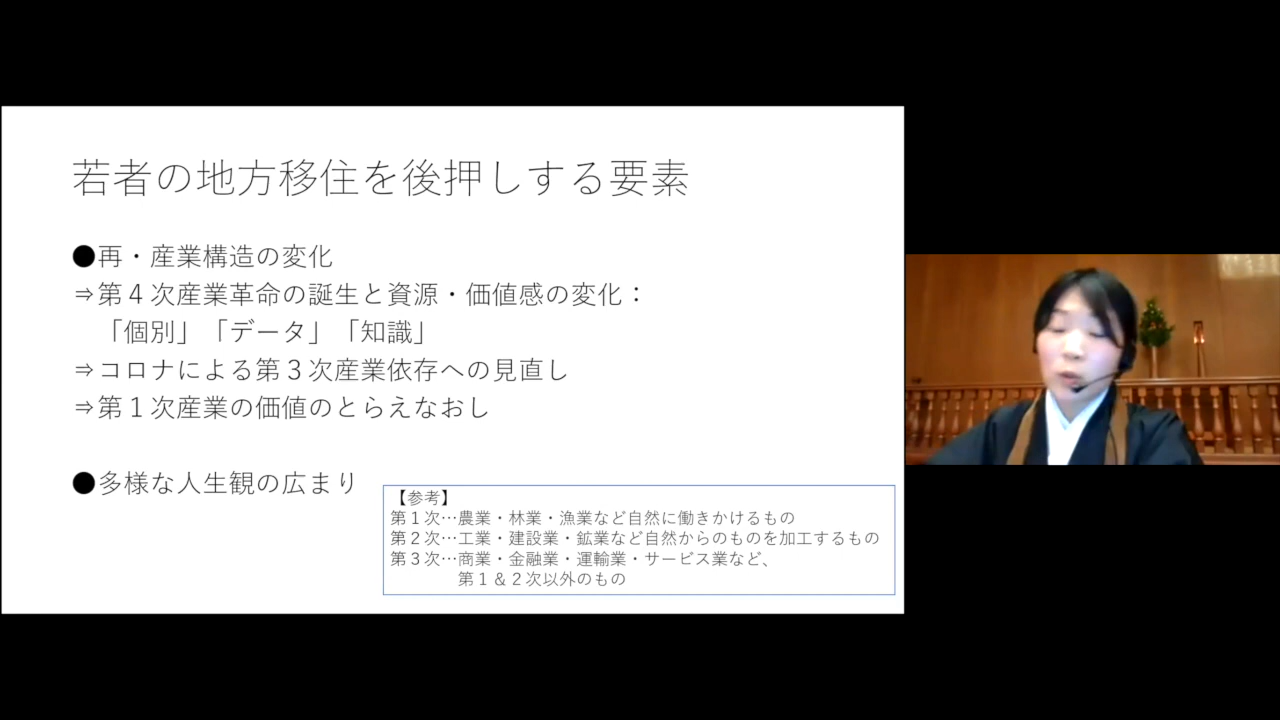 若者の地方移住を後押しする要素
●再・産業構造の変化
⇒第４次産業革命の誕生と資源・価値感の変化：
「個別」「データ」「知識」
⇒コロナによる第３次産業依存への見直し
⇒第１次産業の価値のとらえなおし
●多様な人生観の広まり
【参考】
第１次…農業・林業・漁業など自然に働きかけるもの
第２次…工業・建設業・鉱業など自然からのものを加工するもの
第３次…商業・金融業・運輸業・サービス業など、
第１＆２次以外のもの